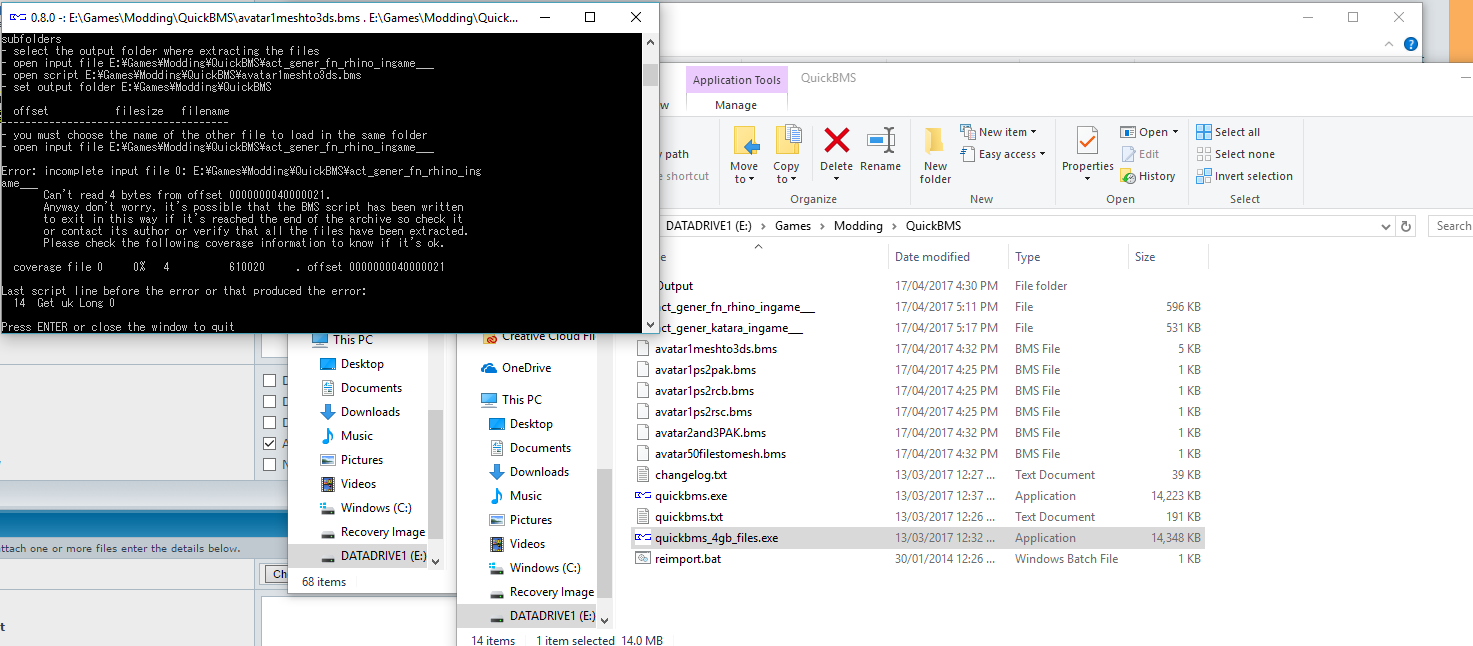 0.8.0 -: E:\Games\Modding\QuickBMS\avatar1meshto3ds.bms . E:\Games\Modding\Quick...
subfolders
- select the output folder where extracting the files
- open input file E:¥Games¥Modding¥QuickBMS¥act_gener_fn_rhino_ingame___
- open script E:¥Games¥Modding¥QuickBMS¥avatar1meshto3ds.bms
- set output folder E:¥Games¥Modding¥QuickBMS
offset filesize filename
--------------------------------------
- you must choose the name of the other file to load in the same folder
- open input file E:¥Games¥Modding¥QuickBMS¥act_gener_fn_rhino_ingame___
Error: incomplete input file 0: E:¥Games¥Modding¥QuickBMS¥act_gener_fn_rhino_ing
ame___
Can't read 4 bytes from offset 0000000040000021.
Anyway don't worry, it's possible that the BMS script has been written
to exit in this way if it's reached the end of the archive so check it
or contact its author or verify that all the files have been extracted.
Please check the following coverage information to know if it's ok.
coverage file 0 0% 4 610020 . offset 0000000040000021
Last script line before the error or that produced the error:
14 Get uk Long 0
Press ENTER or close the window to quit
Application Tools QuickBMS
w Manage
path
shortcut
Move to Copy to Delete Rename
Organize
New folder
New item
Easy access
New
Properties
Open
Edit
History
Open
Select all
Select none
Invert selection
Select
DATADRIVE1 (E:) > Games > Modding > QuickBMS
Search
e Date modified Type Size
Output 17/04/2017 4:30 PM File folder
ct_gener_fn_rhino_ingame___ 17/04/2017 5:11 PM File 596 KB
ct_gener_katara_ingame___ 17/04/2017 5:17 PM File 531 KB
avatar1meshto3ds.bms 17/04/2017 4:32 PM BMS File 5 KB
avatar1ps2pak.bms 17/04/2017 4:25 PM BMS File 1 KB
avatar1ps2rcb.bms 17/04/2017 4:25 PM BMS File 1 KB
avatar1ps2rsc.bms 17/04/2017 4:25 PM BMS File 1 KB
avatar2and3PAK.bms 17/04/2017 4:32 PM BMS File 1 KB
avatar50filestomesh.bms 17/04/2017 4:32 PM BMS File 1 KB
changelog.txt 13/03/2017 12:27 ... Text Document 39 KB
quickbms.exe 13/03/2017 12:37 ... Application 14,223 KB
quickbms.txt 13/03/2017 12:26 ... Text Document 191 KB
quickbms_4gb_files.exe 13/03/2017 12:32 ... Application 14,348 KB
reimport.bat 30/01/2014 12:26 ... Windows Batch File 1 KB
This PC
Desktop
Documents
Downloads
Music
Pictures
Videos
Windows (C:)
Recovery Image
DATADRIVE1 (E:)
68 items
Creative Cloud Fil
OneDrive
This PC
Desktop
Documents
Downloads
Music
Pictures
Videos
Windows (C:)
Recovery Image
DATADRIVE1 (E:)
14 items 1 item selected 14.0 MB
ttach one or more files enter the details below.
Ch
t